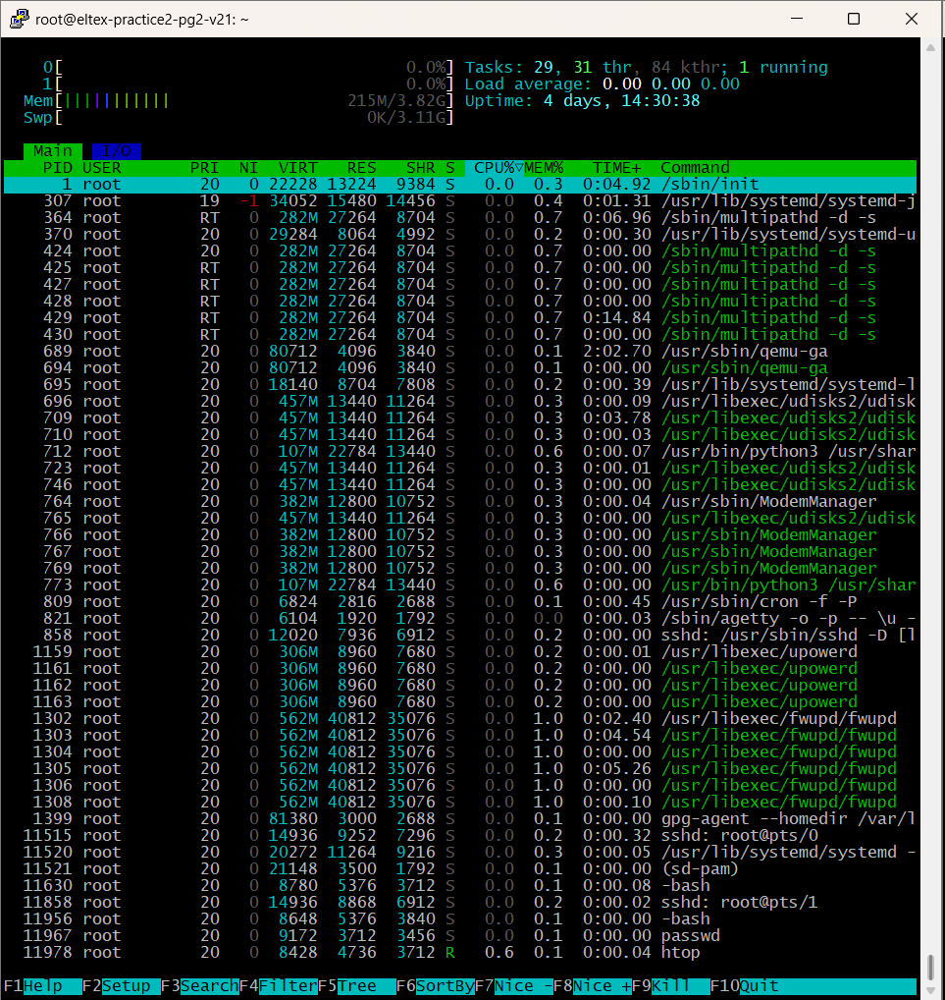 root@eltex-practice2-pg2-v21: ~
0[ 0.0%] Tasks: 29, 31 thr, 84 kthr; 1 running
1[ 0.0%] Load average: 0.00 0.00 0.00
Mem[||||||||||||| 215M/3.82G] Uptime: 4 days, 14:30:38
Swp[ 0K/3.11G]
Main I/O
PID USER PRI NI VIRT RES SHR S CPU%▽MEM% TIME+ Command
1 root 20 0 22228 13224 9384 S 0.0 0.3 0:04.92 /sbin/init
307 root 19 -1 34052 15480 14456 S 0.0 0.4 0:01.31 /usr/lib/systemd/systemd-j
364 root RT 0 282M 27264 8704 S 0.0 0.7 0:06.96 /sbin/multipathd -d -s
370 root 20 0 29284 8064 4992 S 0.0 0.2 0:00.30 /usr/lib/systemd/systemd-u
424 root 20 0 282M 27264 8704 S 0.0 0.7 0:00.00 /sbin/multipathd -d -s
425 root RT 0 282M 27264 8704 S 0.0 0.7 0:00.00 /sbin/multipathd -d -s
427 root RT 0 282M 27264 8704 S 0.0 0.7 0:00.00 /sbin/multipathd -d -s
428 root RT 0 282M 27264 8704 S 0.0 0.7 0:00.00 /sbin/multipathd -d -s
429 root RT 0 282M 27264 8704 S 0.0 0.7 0:14.84 /sbin/multipathd -d -s
430 root RT 0 282M 27264 8704 S 0.0 0.7 0:00.00 /sbin/multipathd -d -s
689 root 20 0 80712 4096 3840 S 0.0 0.1 2:02.70 /usr/sbin/qemu-ga
694 root 20 0 80712 4096 3840 S 0.0 0.1 0:00.00 /usr/sbin/qemu-ga
695 root 20 0 18140 8704 7808 S 0.0 0.2 0:00.39 /usr/lib/systemd/systemd-l
696 root 20 0 457M 13440 11264 S 0.0 0.3 0:00.09 /usr/libexec/udisks2/udisk
709 root 20 0 457M 13440 11264 S 0.0 0.3 0:03.78 /usr/libexec/udisks2/udisk
710 root 20 0 457M 13440 11264 S 0.0 0.3 0:00.03 /usr/libexec/udisks2/udisk
712 root 20 0 107M 22784 13440 S 0.0 0.6 0:00.07 /usr/bin/python3 /usr/shar
723 root 20 0 457M 13440 11264 S 0.0 0.3 0:00.01 /usr/libexec/udisks2/udisk
746 root 20 0 457M 13440 11264 S 0.0 0.3 0:00.00 /usr/libexec/udisks2/udisk
764 root 20 0 382M 12800 10752 S 0.0 0.3 0:00.04 /usr/sbin/ModemManager
765 root 20 0 457M 13440 11264 S 0.0 0.3 0:00.00 /usr/libexec/udisks2/udisk
766 root 20 0 382M 12800 10752 S 0.0 0.3 0:00.00 /usr/sbin/ModemManager
767 root 20 0 382M 12800 10752 S 0.0 0.3 0:00.00 /usr/sbin/ModemManager
769 root 20 0 382M 12800 10752 S 0.0 0.3 0:00.00 /usr/sbin/ModemManager
773 root 20 0 107M 22784 13440 S 0.0 0.6 0:00.00 /usr/bin/python3 /usr/shar
809 root 20 0 6824 2816 2688 S 0.0 0.1 0:00.45 /usr/sbin/cron -f -P
821 root 20 0 6104 1920 1792 S 0.0 0.0 0:00.03 /sbin/agetty -o -p -- \u -
858 root 20 0 12020 7936 6912 S 0.0 0.2 0:00.00 sshd: /usr/sbin/sshd -D [l
1159 root 20 0 306M 8960 7680 S 0.0 0.2 0:00.01 /usr/libexec/upowerd
1161 root 20 0 306M 8960 7680 S 0.0 0.2 0:00.00 /usr/libexec/upowerd
1162 root 20 0 306M 8960 7680 S 0.0 0.2 0:00.00 /usr/libexec/upowerd
1163 root 20 0 306M 8960 7680 S 0.0 0.2 0:00.00 /usr/libexec/upowerd
1302 root 20 0 562M 40812 35076 S 0.0 1.0 0:02.40 /usr/libexec/fwupd/fwupd
1303 root 20 0 562M 40812 35076 S 0.0 1.0 0:04.54 /usr/libexec/fwupd/fwupd
1304 root 20 0 562M 40812 35076 S 0.0 1.0 0:00.00 /usr/libexec/fwupd/fwupd
1305 root 20 0 562M 40812 35076 S 0.0 1.0 0:05.26 /usr/libexec/fwupd/fwupd
1306 root 20 0 562M 40812 35076 S 0.0 1.0 0:00.00 /usr/libexec/fwupd/fwupd
1308 root 20 0 562M 40812 35076 S 0.0 1.0 0:00.10 /usr/libexec/fwupd/fwupd
1399 root 20 0 81380 3000 2688 S 0.0 0.1 0:00.00 gpg-agent --homedir /var/l
11515 root 20 0 14936 9252 7296 S 0.0 0.2 0:00.32 sshd: root@pts/0
11520 root 20 0 20272 11264 9216 S 0.0 0.3 0:00.05 /usr/lib/systemd/systemd -
11521 root 20 0 21148 3500 1792 S 0.0 0.1 0:00.00 (sd-pam)
11630 root 20 0 8780 5376 3712 S 0.0 0.1 0:00.08 -bash
11858 root 20 0 14936 8868 6912 S 0.0 0.2 0:00.02 sshd: root@pts/1
11956 root 20 0 8648 5376 3840 S 0.0 0.1 0:00.00 -bash
11967 root 20 0 9172 3712 3456 S 0.0 0.1 0:00.00 passwd
11978 root 20 0 8428 4736 3712 R 0.6 0.1 0:00.04 htop
F1Help F2Setup F3SearchF4FilterF5Tree F6SortByF7Nice -F8Nice +F9Kill F10Quit